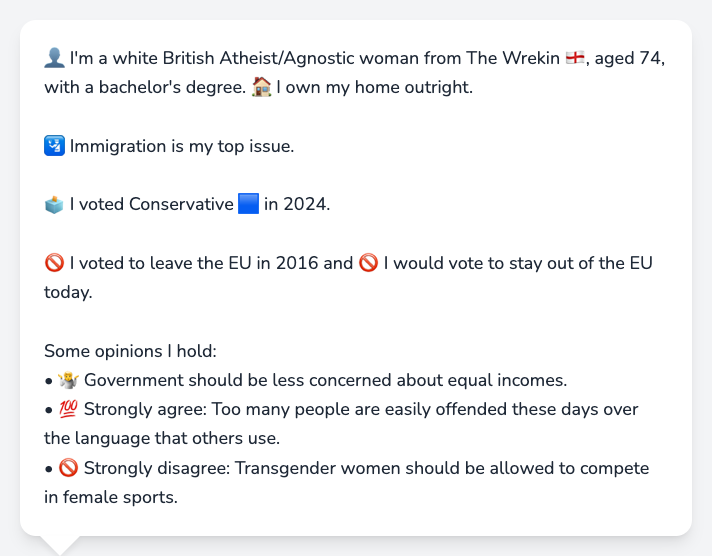 👤 I'm a white British Atheist/Agnostic woman from The Wrekin 🏴󠁧󠁢󠁥󠁮󠁧󠁿, aged 74,
with a bachelor's degree. 🏠 I own my home outright.
🛂 Immigration is my top issue.
🗳️ I voted Conservative 🟦 in 2024.
🚫 I voted to leave the EU in 2016 and 🚫 I would vote to stay out of the EU
today.
Some opinions I hold:
• 🤷 Government should be less concerned about equal incomes.
• 💯 Strongly agree: Too many people are easily offended these days over
the language that others use.
• 🚫 Strongly disagree: Transgender women should be allowed to compete
in female sports.